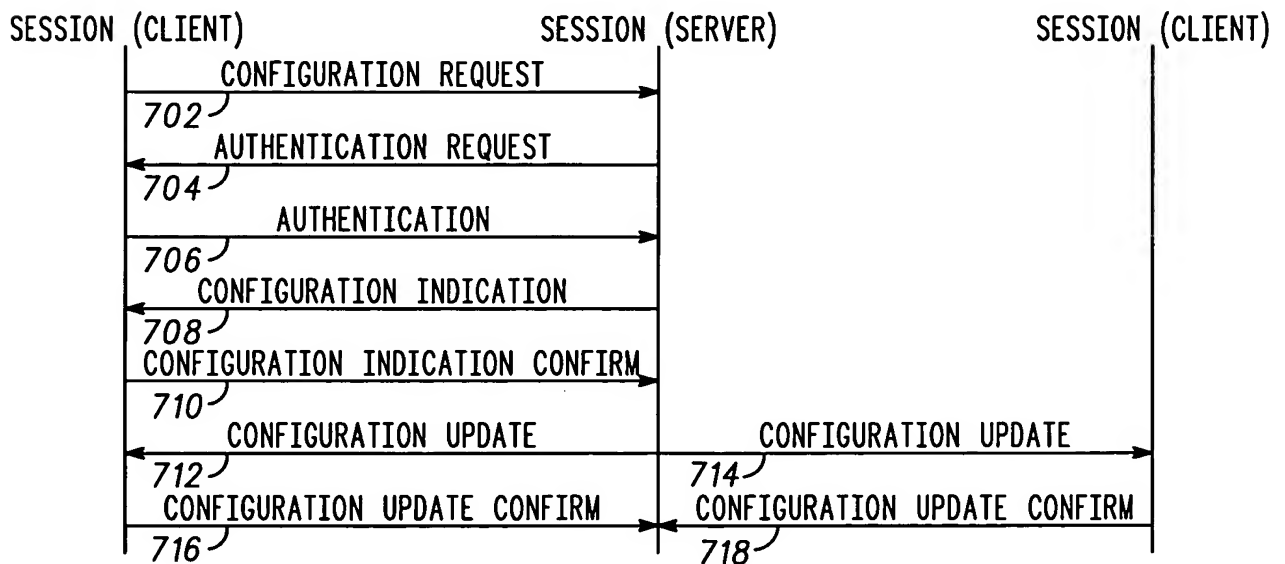 SESSION (CLIENT) SESSION (SERVER) SESSION (CLIENT)
CONFIGURATION REQUEST
702
AUTHENTICATION REQUEST
704
AUTHENTICATION
706
CONFIGURATION INDICATION
708
CONFIGURATION INDICATION CONFIRM
710
CONFIGURATION UPDATE CONFIGURATION UPDATE
712 714
CONFIGURATION UPDATE CONFIRM CONFIGURATION UPDATE CONFIRM
716 718